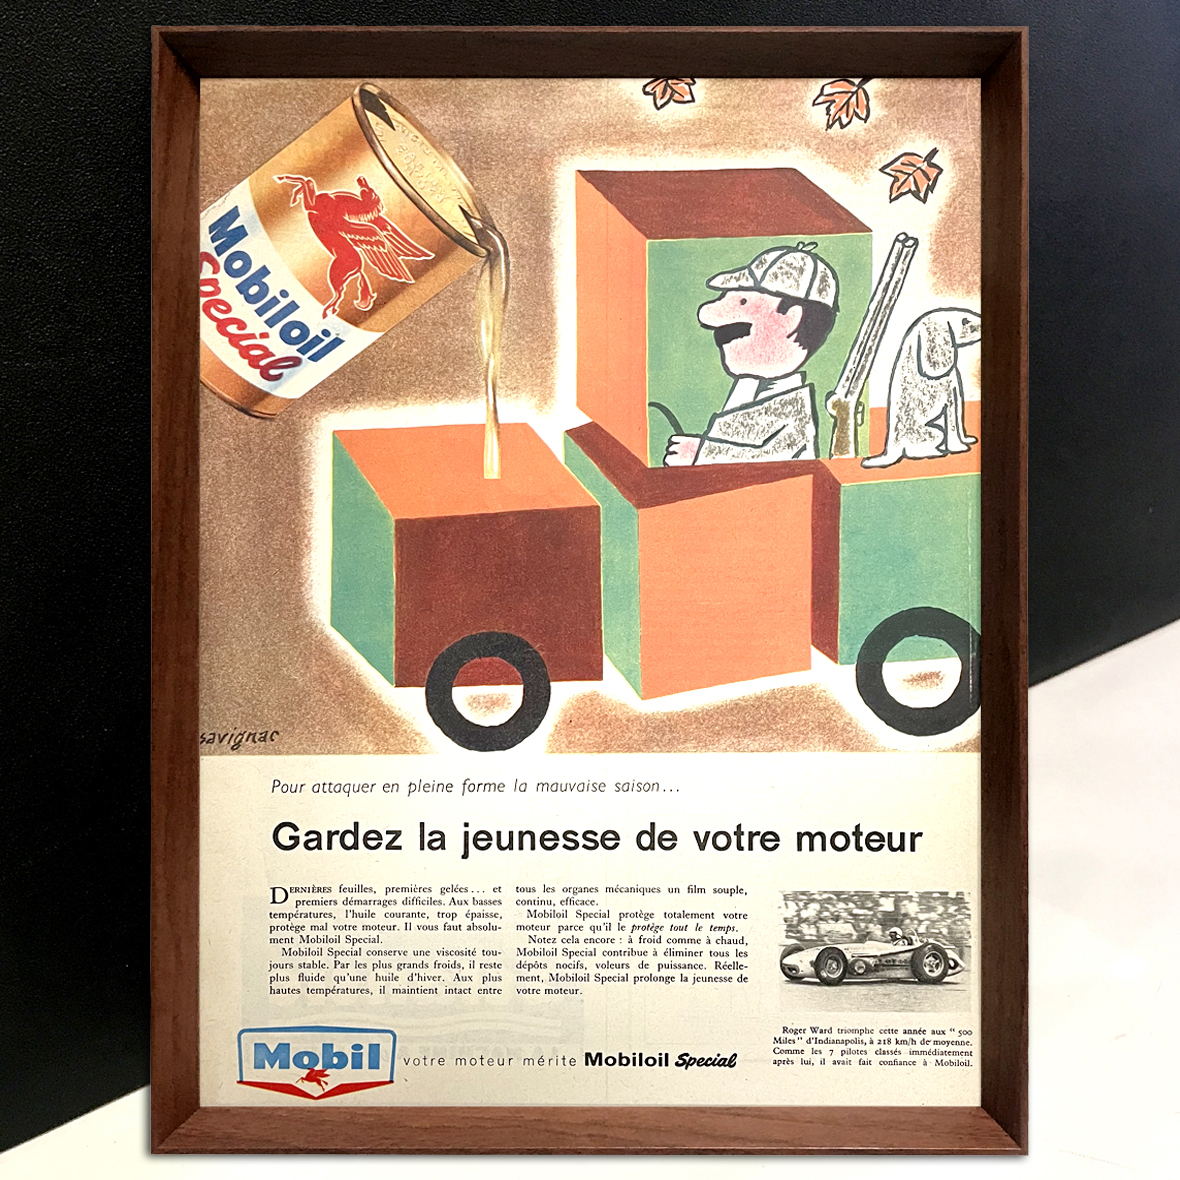 Mobiloil
Special
savignac
Pour attaquer en pleine forme la mauvaise saison...
Gardez la jeunesse de votre moteur
DERNIÈRES feuilles, premières gelées... et
premiers démarrages difficiles. Aux basses
températures, l'huile courante, trop épaisse,
protège mal votre moteur. Il vous faut absolu-
ment Mobiloil Special.
Mobiloil Special conserve une viscosité tou-
jours stable. Par les plus grands froids, il reste
plus fluide qu'une huile d'hiver. Aux plus
hautes températures, il maintient intact entre
tous les organes mécaniques un film souple,
continu, efficace.
Mobiloil Special protège totalement votre
moteur parce qu'il le protège tout le temps.
Notez cela encore : à froid comme à chaud,
Mobiloil Special contribue à éliminer tous les
dépôts nocifs, voleurs de puissance. Réelle-
ment, Mobiloil Special prolonge la jeunesse de
votre moteur.
Roger Ward triomphe cette année aux " 500
Miles " d'Indianapolis, à 218 km/h de moyenne.
Comme les 7 pilotes classés immédiatement
après lui, il avait fait confiance à Mobiloil.
Mobil
votre moteur mérite Mobiloil Special